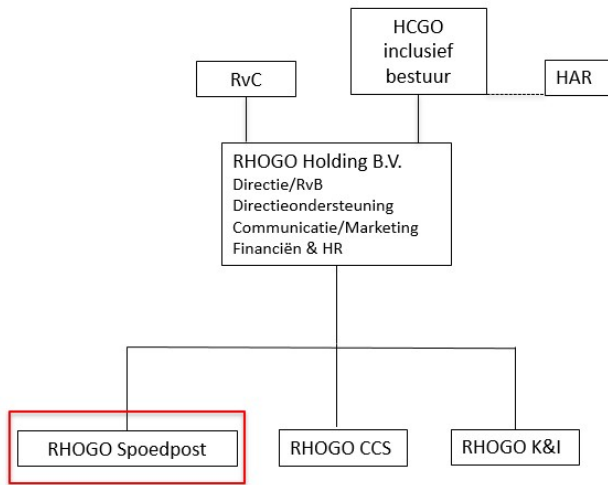 HCGO
inclusief
bestuur
RvC
HAR
RHOGO Holding B.V.
Directie/RvB
Directieondersteuning
Communicatie/Marketing
Financiën & HR
RHOGO Spoedpost
RHOGO CCS
RHOGO K&I